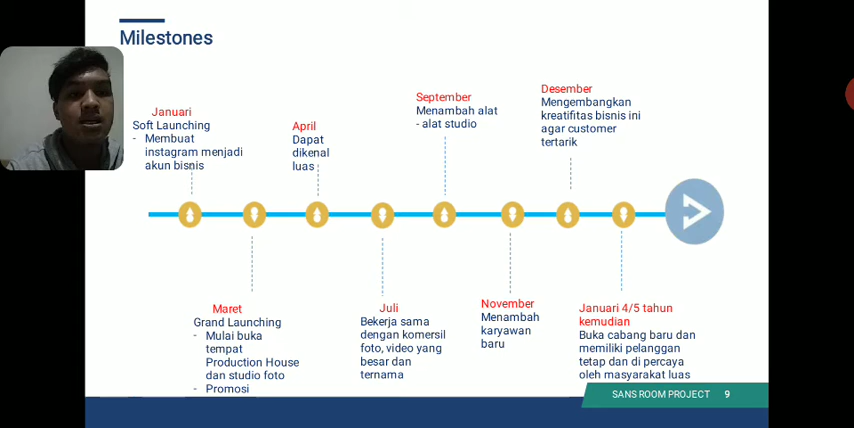 Milestones
Januari
Soft Launching
- Membuat
instagram menjadi
akun bisnis
Maret
Grand Launching
- Mulai buka
tempat
Production House
dan studio foto
- Promosi
April
Dapat
dikenal
luas
Juli
Bekerja sama
dengan komersil
foto, video yang
besar dan
ternama
September
Menambah alat
- alat studio
November
Menambah
karyawan
baru
Desember
Mengembangkan
kreatifitas bisnis ini
agar customer
tertarik
Januari 4/5 tahun
kemudian
Buka cabang baru dan
memiliki pelanggan
tetap dan di percaya
oleh masyarakat luas
SANS ROOM PROJECT 9